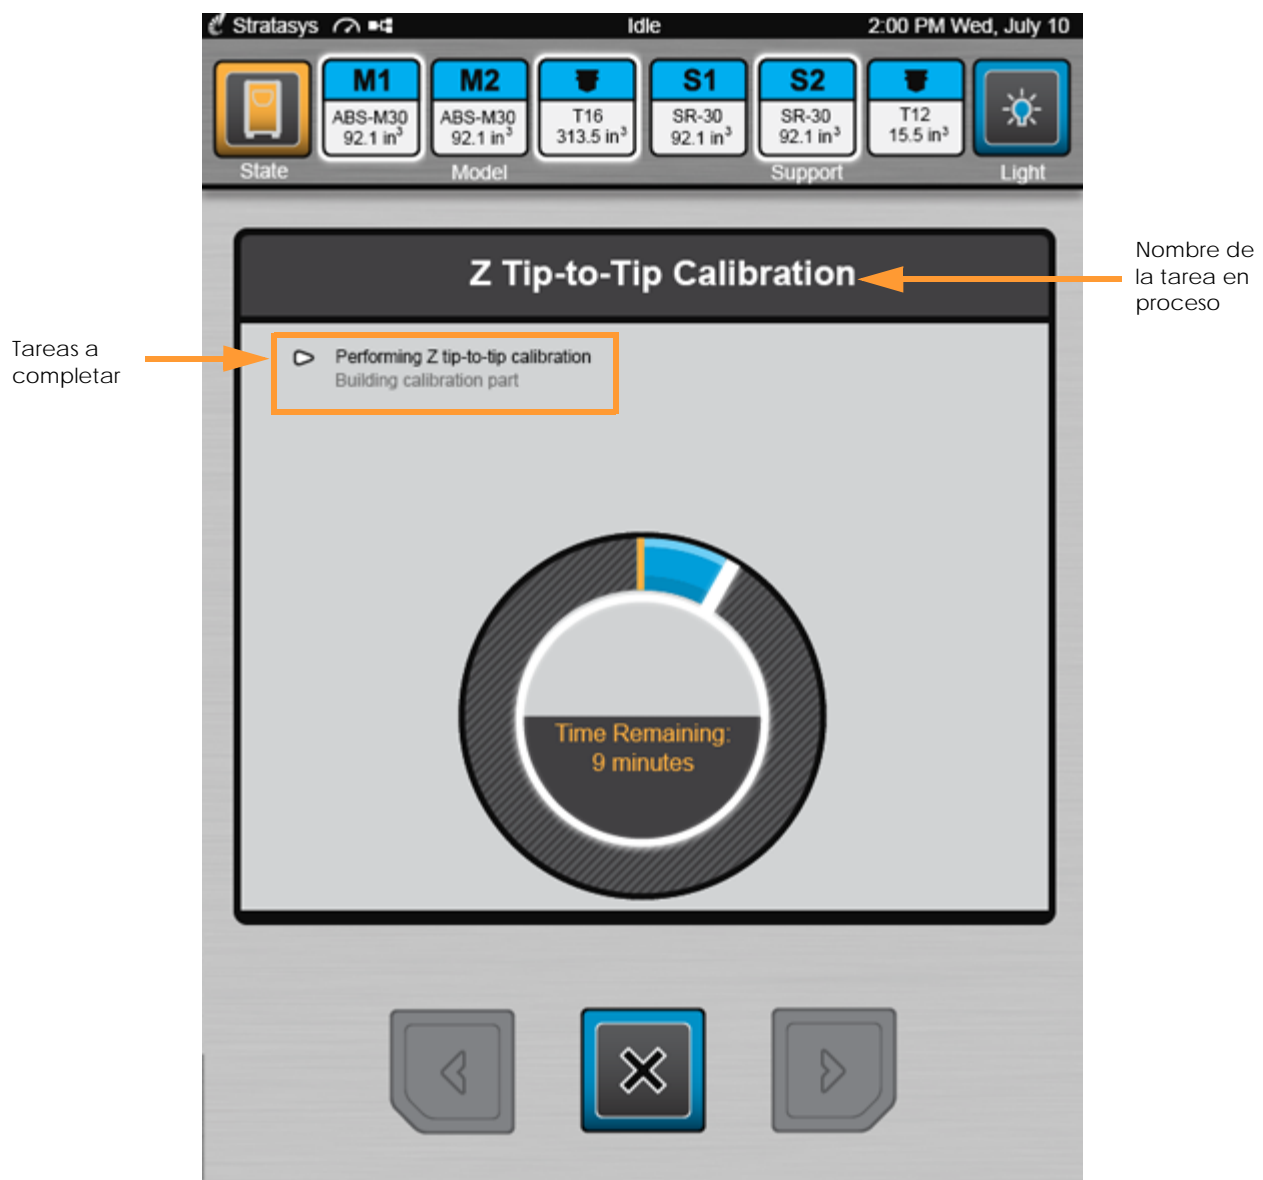 Stratasys Idle 2:00 PM Wed, July 10
M1 M2 S1 S2
ABS-M30 ABS-M30 T16 SR-30 SR-30 T12
92.1 in³ 92.1 in³ 313.5 in³ 92.1 in³ 92.1 in³ 15.5 in³
State Model Support Light
Z Tip-to-Tip Calibration
Nombre de
la tarea en
proceso
Tareas a
completar
Performing Z tip-to-tip calibration
Building calibration part
Time Remaining:
9 minutes